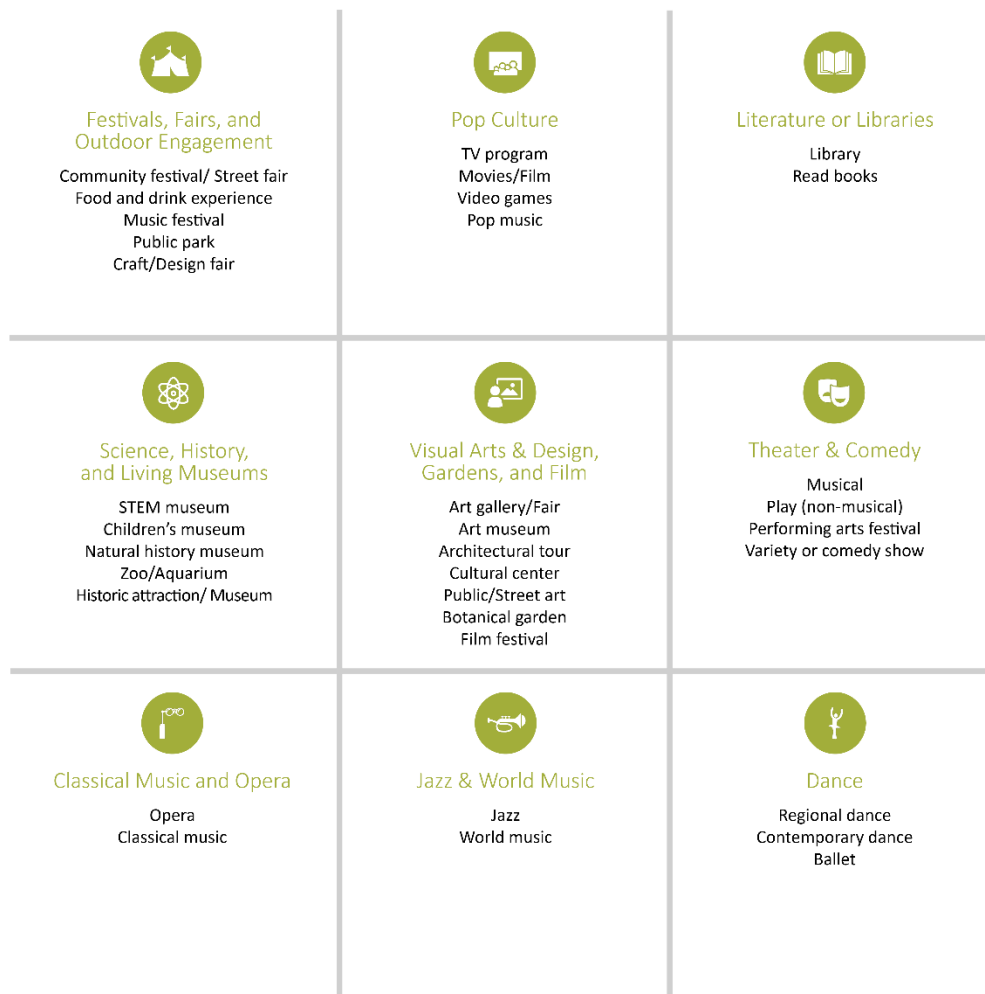 Festivals, Fairs, and
Outdoor Engagement
Community festival/ Street fair
Food and drink experience
Music festival
Public park
Craft/Design fair
Pop Culture
TV program
Movies/Film
Video games
Pop music
Literature or Libraries
Library
Read books
Science, History,
and Living Museums
STEM museum
Children’s museum
Natural history museum
Zoo/Aquarium
Historic attraction/ Museum
Visual Arts & Design,
Gardens, and Film
Art gallery/Fair
Art museum
Architectural tour
Cultural center
Public/Street art
Botanical garden
Film festival
Theater & Comedy
Musical
Play (non-musical)
Performing arts festival
Variety or comedy show
Classical Music and Opera
Opera
Classical music
Jazz & World Music
Jazz
World music
Dance
Regional dance
Contemporary dance
Ballet